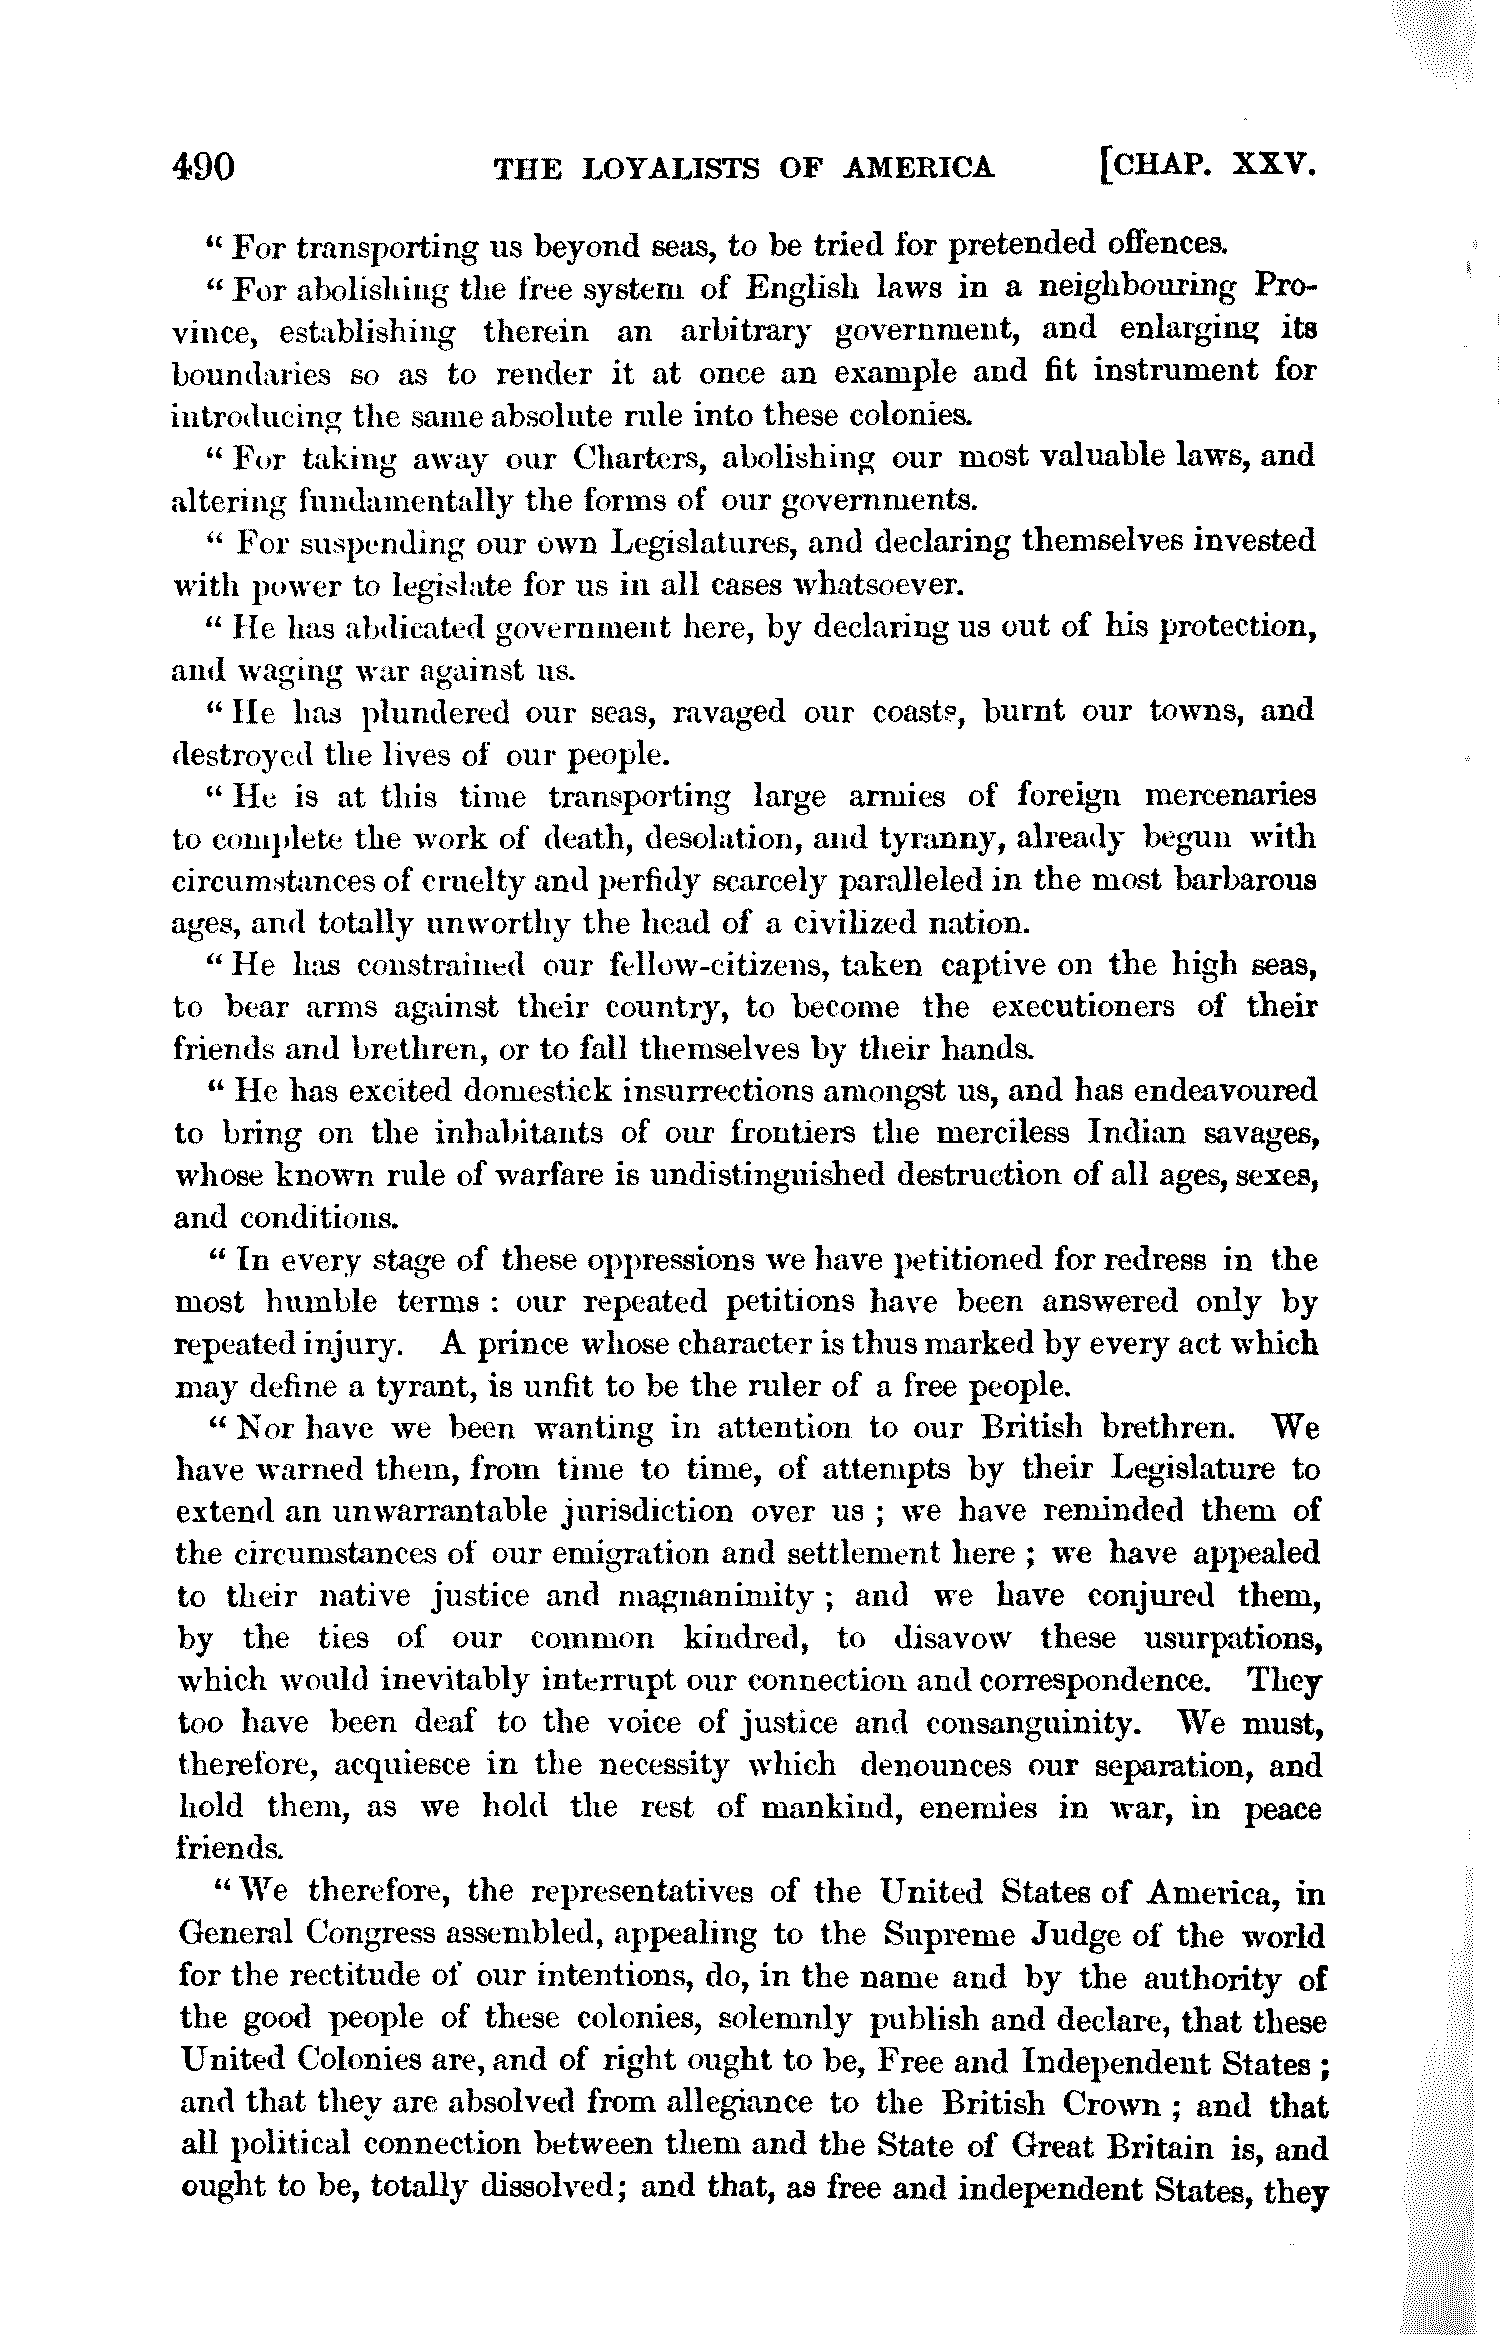 490 THE LOYALISTS OF AMERICA [CHAP. XXV.
“ For transporting us beyond seas, to be tried for pretended offences.
“ For abolishing the free system of English laws in a neighbouring Pro-
vince, establishing therein an arbitrary government, and enlarging its
boundaries so as to render it at once an example and fit instrument for
introducing the same absolute rule into these colonies.
“ For taking away our Charters, abolishing our most valuable laws, and
altering fundamentally the forms of our governments.
“ For suspending our own Legislatures, and declaring themselves invested
with power to legislate for us in all cases whatsoever.
“ He has abdicated government here, by declaring us out of his protection,
and waging war against us.
“ He has plundered our seas, ravaged our coasts, burnt our towns, and
destroyed the lives of our people.
“ He is at this time transporting large armies of foreign mercenaries
to complete the work of death, desolation, and tyranny, already begun with
circumstances of cruelty and perfidy scarcely paralleled in the most barbarous
ages, and totally unworthy the head of a civilized nation.
“ He has constrained our fellow-citizens, taken captive on the high seas,
to bear arms against their country, to become the executioners of their
friends and brethren, or to fall themselves by their hands.
“ He has excited domestick insurrections amongst us, and has endeavoured
to bring on the inhabitants of our frontiers the merciless Indian savages,
whose known rule of warfare is undistinguished destruction of all ages, sexes,
and conditions.
“ In every stage of these oppressions we have petitioned for redress in the
most humble terms : our repeated petitions have been answered only by
repeated injury. A prince whose character is thus marked by every act which
may define a tyrant, is unfit to be the ruler of a free people.
“ Nor have we been wanting in attention to our British brethren. We
have warned them, from time to time, of attempts by their Legislature to
extend an unwarrantable jurisdiction over us ; we have reminded them of
the circumstances of our emigration and settlement here ; we have appealed
to their native justice and magnanimity ; and we have conjured them,
by the ties of our common kindred, to disavow these usurpations,
which would inevitably interrupt our connection and correspondence. They
too have been deaf to the voice of justice and consanguinity. We must,
therefore, acquiesce in the necessity which denounces our separation, and
hold them, as we hold the rest of mankind, enemies in war, in peace
friends.
“ We therefore, the representatives of the United States of America, in
General Congress assembled, appealing to the Supreme Judge of the world
for the rectitude of our intentions, do, in the name and by the authority of
the good people of these colonies, solemnly publish and declare, that these
United Colonies are, and of right ought to be, Free and Independent States ;
and that they are absolved from allegiance to the British Crown ; and that
all political connection between them and the State of Great Britain is, and
ought to be, totally dissolved; and that, as free and independent States, they